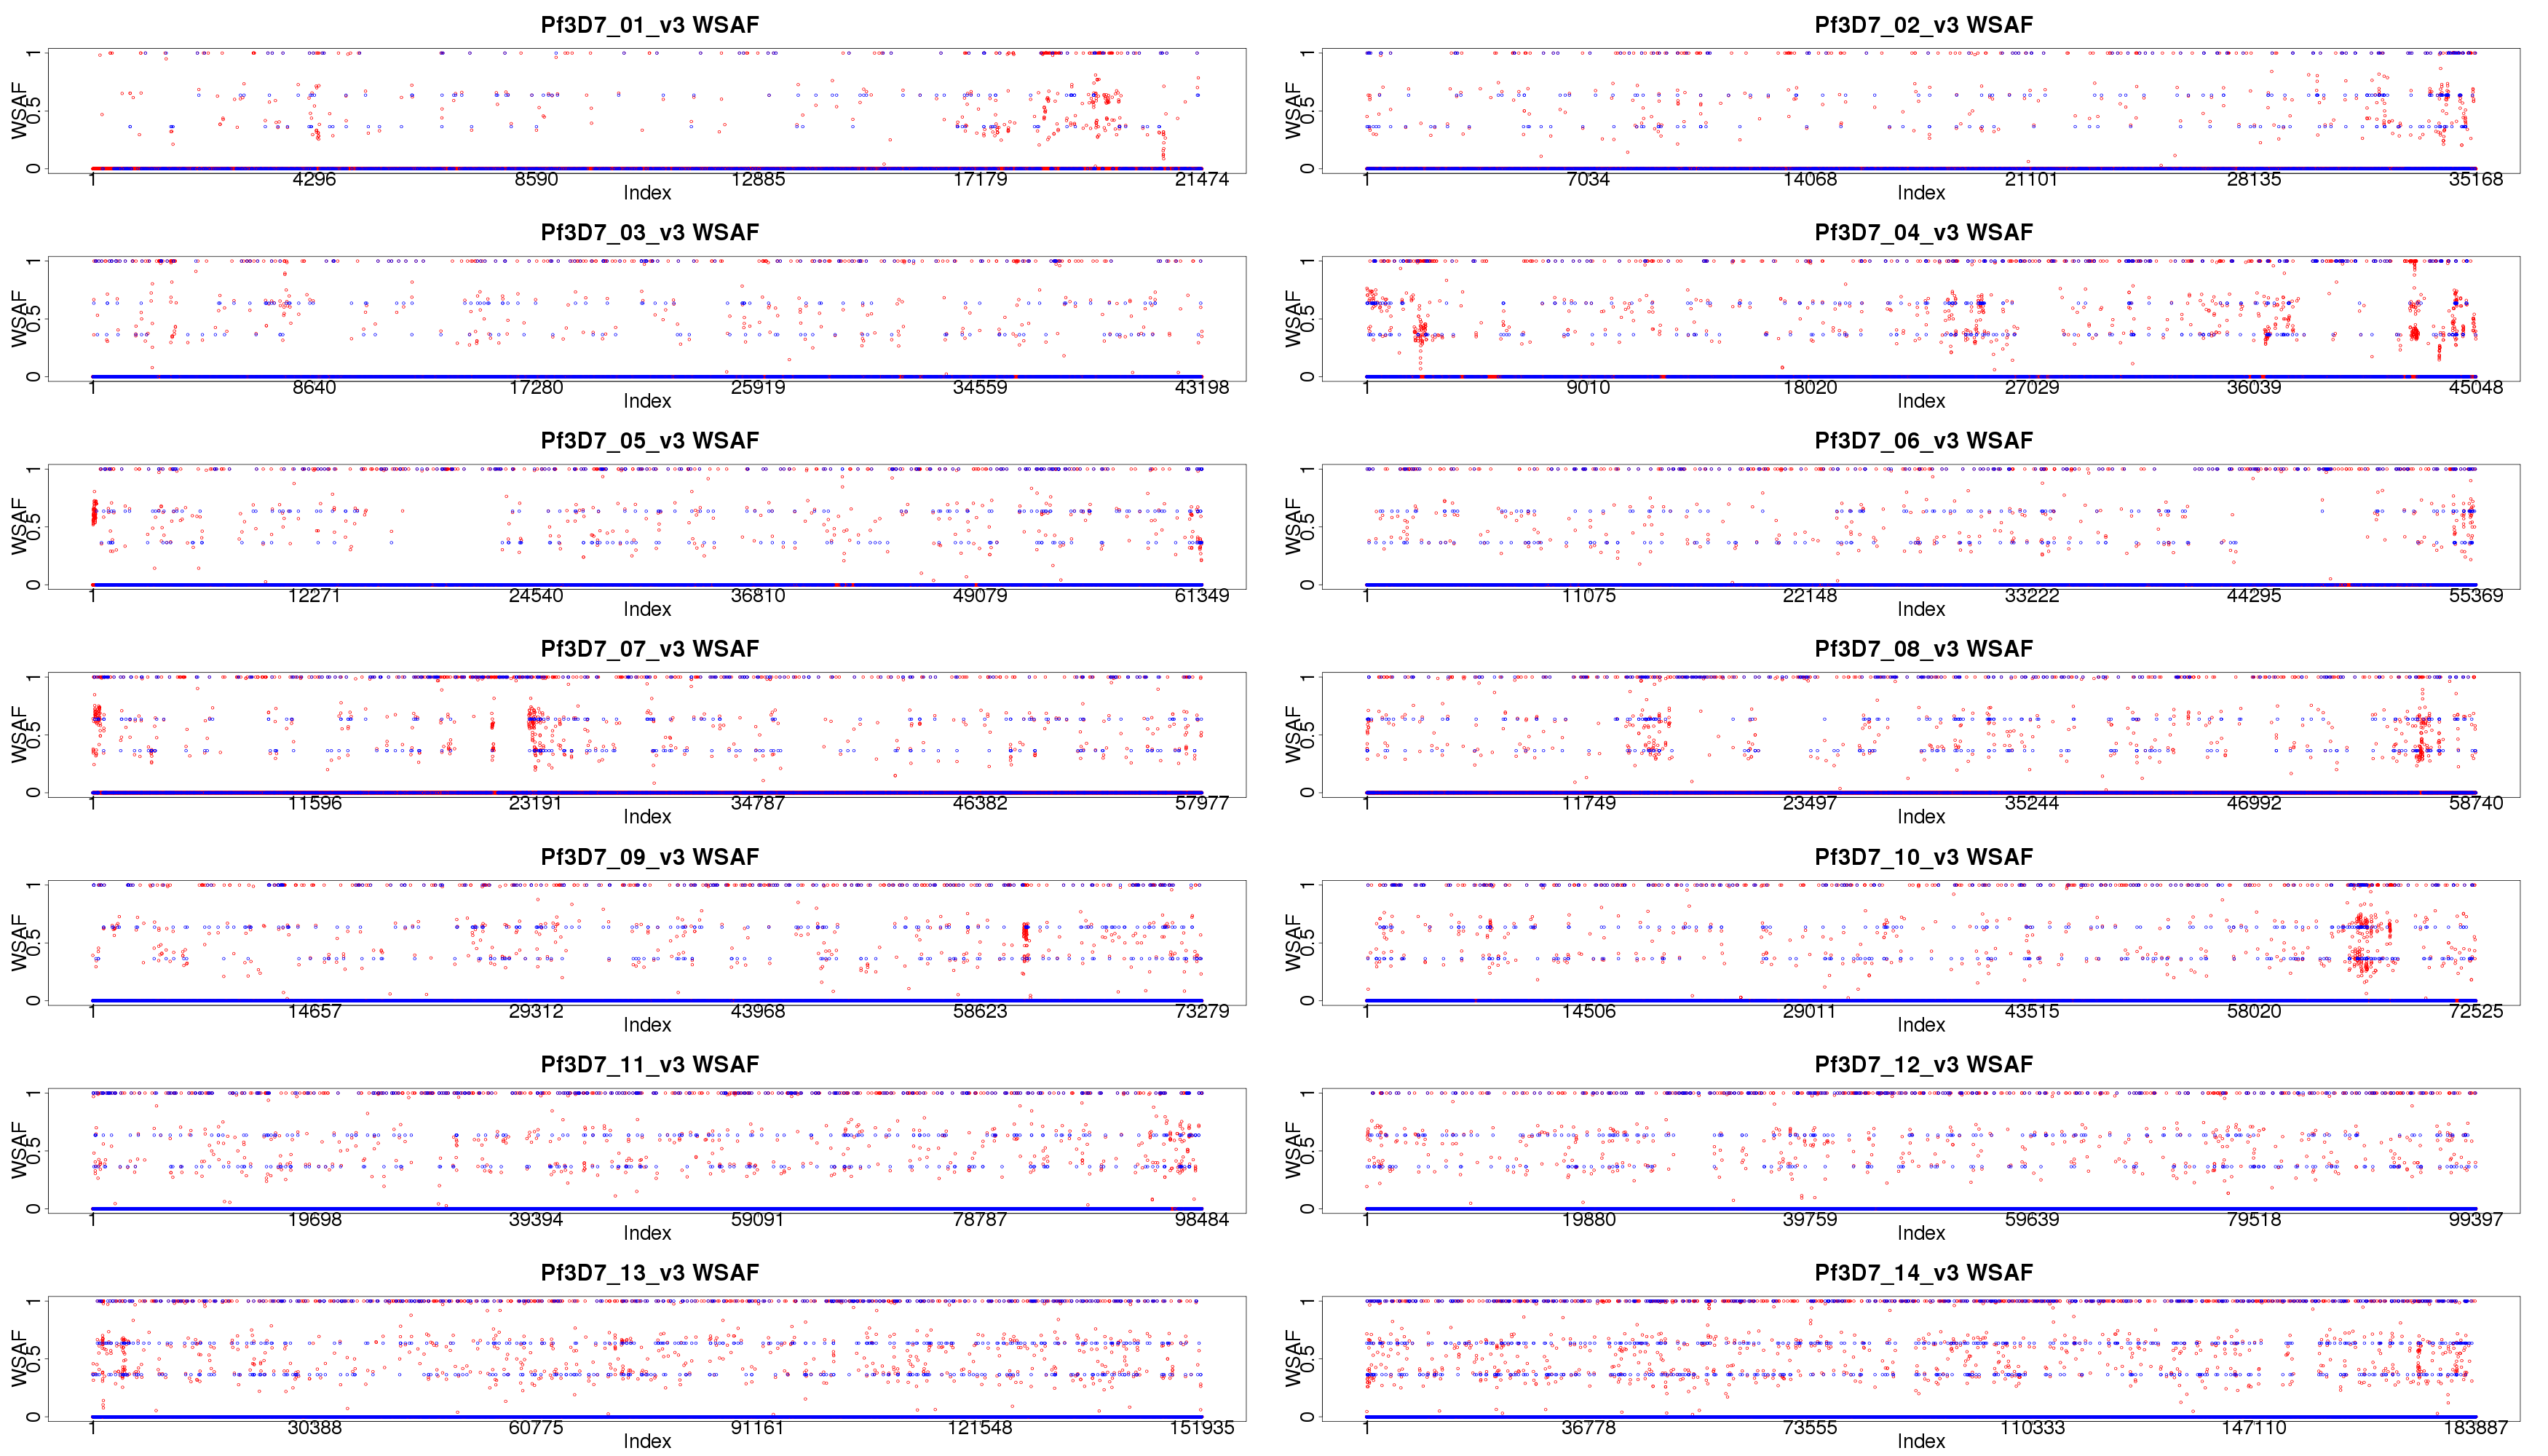 Pf3D7_01_v3 WSAF
WSAF
0 0.5 1
1 4296 8590 12885 17179 21474
Index
Pf3D7_02_v3 WSAF
WSAF
0 0.5 1
1 7034 14068 21101 28135 35168
Index
Pf3D7_03_v3 WSAF
WSAF
0 0.5 1
1 8640 17280 25919 34559 43198
Index
Pf3D7_04_v3 WSAF
WSAF
0 0.5 1
1 9010 18020 27029 36039 45048
Index
Pf3D7_05_v3 WSAF
WSAF
0 0.5 1
1 12271 24540 36810 49079 61349
Index
Pf3D7_06_v3 WSAF
WSAF
0 0.5 1
1 11075 22148 33222 44295 55369
Index
Pf3D7_07_v3 WSAF
WSAF
0 0.5 1
1 11596 23191 34787 46382 57977
Index
Pf3D7_08_v3 WSAF
WSAF
0 0.5 1
1 11749 23497 35244 46992 58740
Index
Pf3D7_09_v3 WSAF
WSAF
0 0.5 1
1 14657 29312 43968 58623 73279
Index
Pf3D7_10_v3 WSAF
WSAF
0 0.5 1
1 14506 29011 43515 58020 72525
Index
Pf3D7_11_v3 WSAF
WSAF
0 0.5 1
1 19698 39394 59091 78787 98484
Index
Pf3D7_12_v3 WSAF
WSAF
0 0.5 1
1 19880 39759 59639 79518 99397
Index
Pf3D7_13_v3 WSAF
WSAF
0 0.5 1
1 30388 60775 91161 121548 151935
Index
Pf3D7_14_v3 WSAF
WSAF
0 0.5 1
1 36778 73555 110333 147110 183887
Index